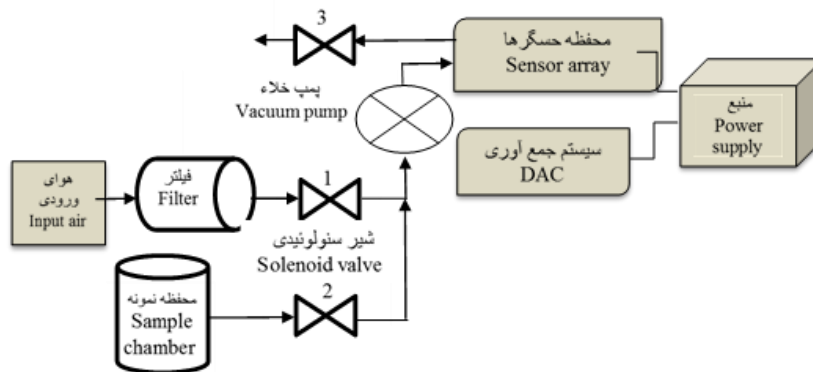 3
محفظه حسگرها
Sensor array
پمپ خلاء
Vacuum pump
منبع
Power
supply
سیستم جمع آوری
DAC
هوای
ورودی
Input air
فیلتر
Filter
1
شیر سنولوئیدی
Solenoid valve
محفظه نمونه
Sample
chamber
2